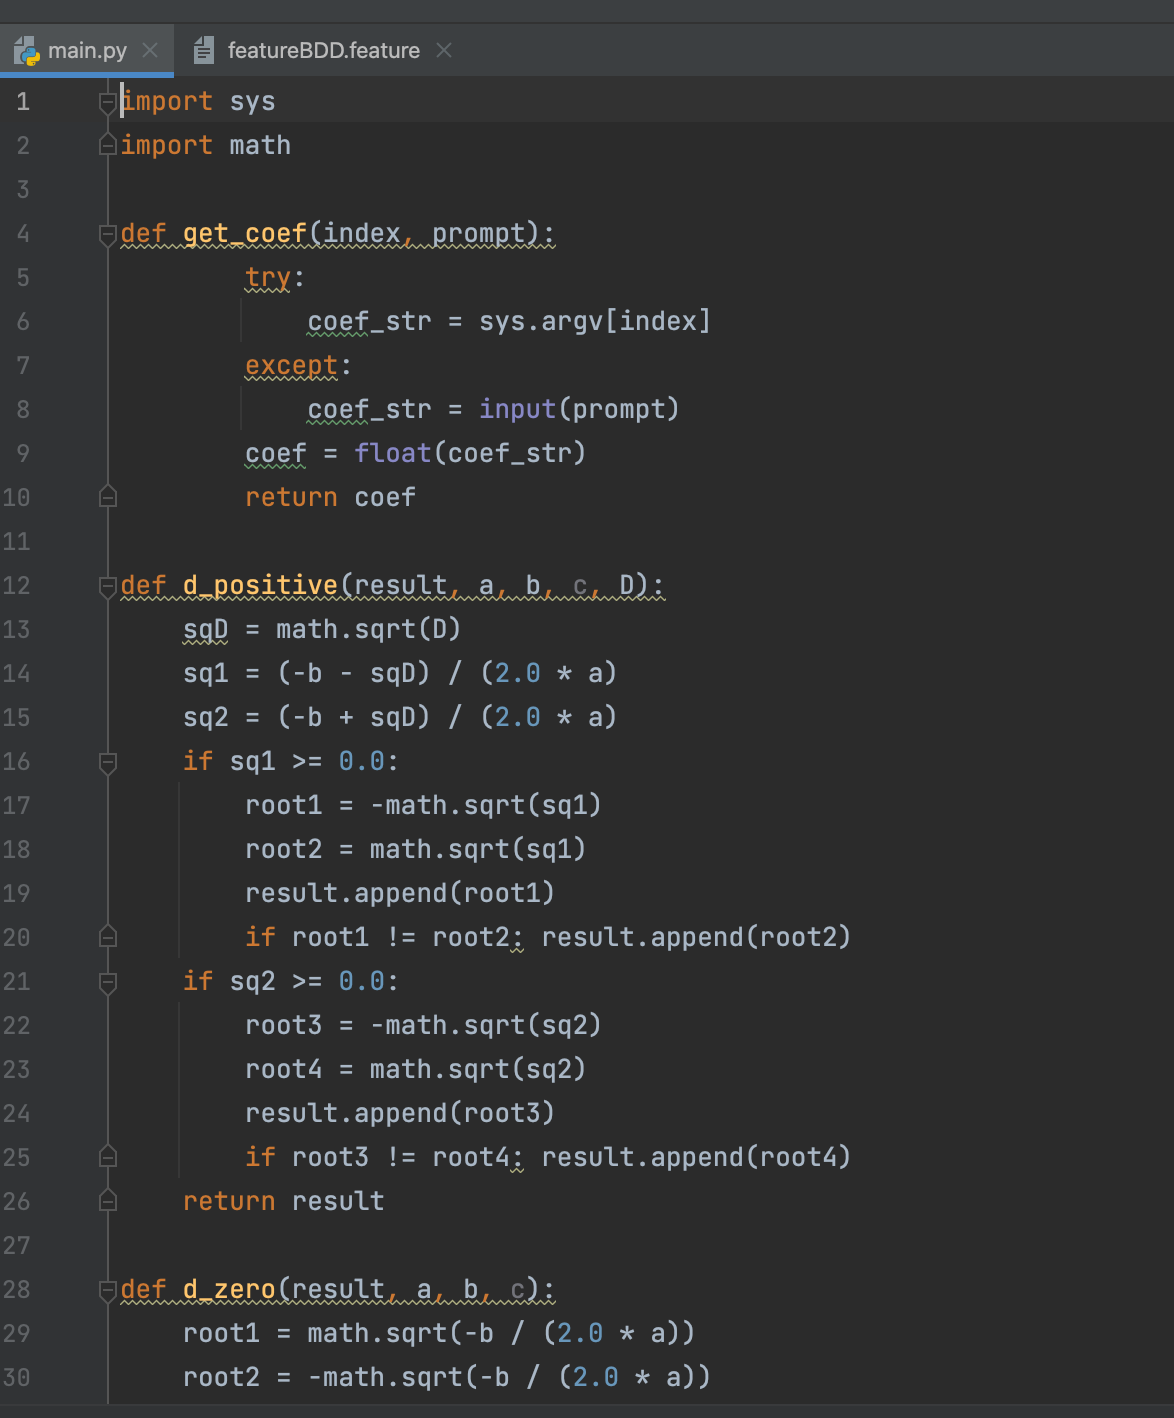 main.py featureBDD.feature
1 import sys
2 import math
3
4 def get_coef(index, prompt):
5 try:
6 coef_str = sys.argv[index]
7 except:
8 coef_str = input(prompt)
9 coef = float(coef_str)
10 return coef
11
12 def d_positive(result, a, b, c, D):
13 sqD = math.sqrt(D)
14 sq1 = (-b - sqD) / (2.0 * a)
15 sq2 = (-b + sqD) / (2.0 * a)
16 if sq1 >= 0.0:
17 root1 = -math.sqrt(sq1)
18 root2 = math.sqrt(sq1)
19 result.append(root1)
20 if root1 != root2: result.append(root2)
21 if sq2 >= 0.0:
22 root3 = -math.sqrt(sq2)
23 root4 = math.sqrt(sq2)
24 result.append(root3)
25 if root3 != root4: result.append(root4)
26 return result
27
28 def d_zero(result, a, b, c):
29 root1 = math.sqrt(-b / (2.0 * a))
30 root2 = -math.sqrt(-b / (2.0 * a))